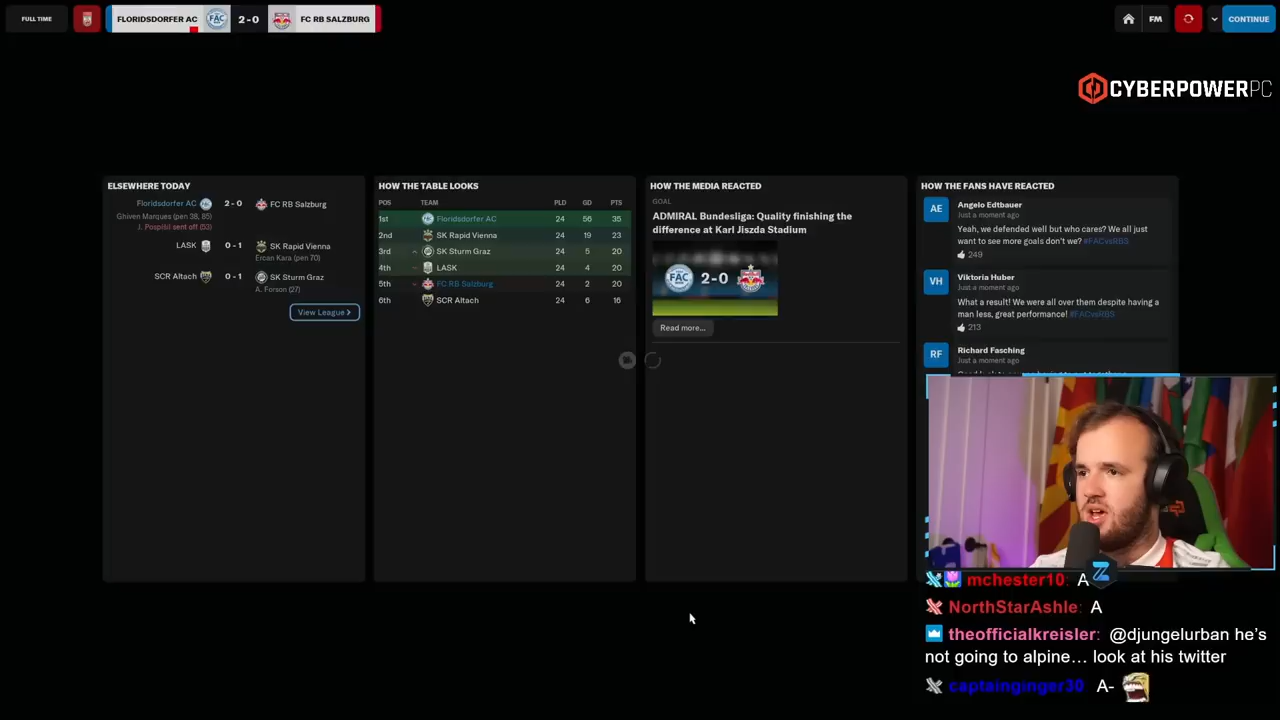 FULL TIME
FLORIDSDORFER AC
2-0
FC RB SALZBURG
FM
CONTINUE
CYBERPOWERPC
ELSEWHERE TODAY
Floridsdorfer AC 2-0 FC RB Salzburg
Ghiven Marques (pen 38, 85)
J. Pospišil sent off (53)
LASK 0-1 SK Rapid Vienna
Ercan Kara (pen 70)
SCR Altach 0-1 SK Sturm Graz
A. Forson (27)
View League >
HOW THE TABLE LOOKS
POS TEAM PLD GD PTS
1st Floridsdorfer AC 24 56 35
2nd SK Rapid Vienna 24 19 23
3rd SK Sturm Graz 24 5 20
4th LASK 24 4 20
5th FC RB Salzburg 24 2 20
6th SCR Altach 24 6 16
HOW THE MEDIA REACTED
GOAL
ADMIRAL Bundesliga: Quality finishing the
difference at Karl Jiszda Stadium
FAC 2-0
Read more...
HOW THE FANS HAVE REACTED
AE
Angelo Edtbauer
Just a moment ago
Yeah, we defended well but who cares? We all just
want to see more goals don't we? #FACvsRBS
249
VH
Viktoria Huber
Just a moment ago
What a result! We were all over them despite having a
man less, great performance! #FACvsRBS
213
RF
Richard Fasching
Just a moment ago
mchester10: A
NorthStarAshle: A
theofficialkreisler: @djungelurban he's
not going to alpine... look at his twitter
captainginger30 A-